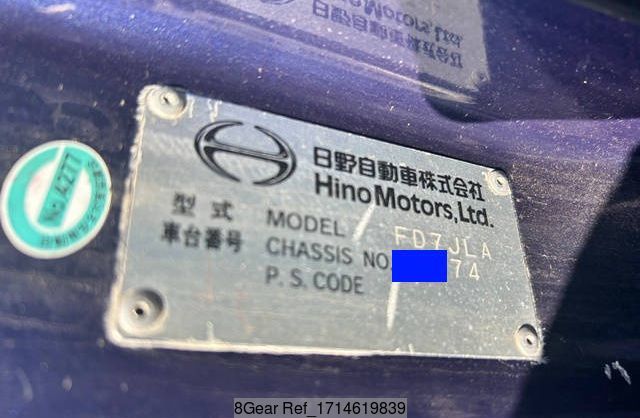 日野自動車株式会社
Hino Motors, Ltd.
型式 MODEL FD7JLA
車台番号 CHASSIS NO. 74
P.S. CODE
No.A277
8Gear Ref_1714619839